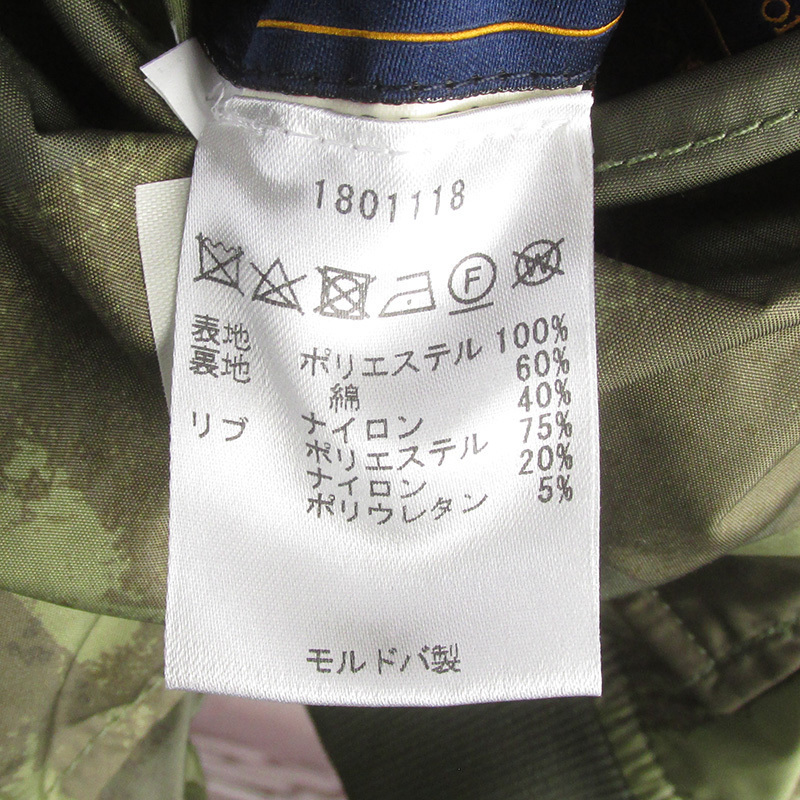 1801118
F
W
表地 ポリエステル 100%
裏地 綿 60%
ナイロン 40%
リブ ポリエステル 75%
ナイロン 20%
ポリウレタン 5%
モルドバ製